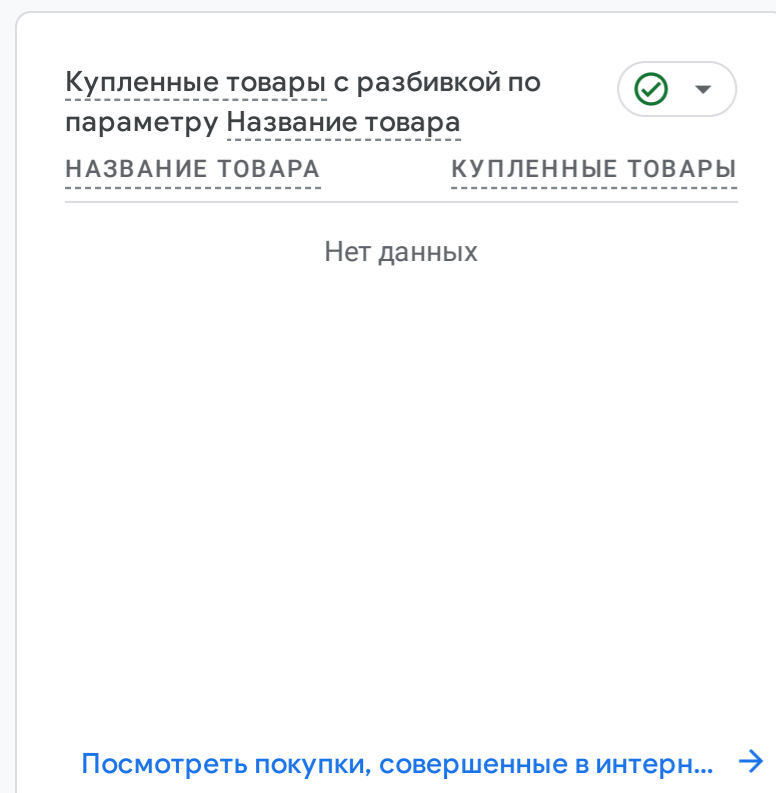 Купленные товары с разбивкой по
параметру Название товара
НАЗВАНИЕ ТОВАРА КУПЛЕННЫЕ ТОВАРЫ
Нет данных
Посмотреть покупки, совершенные в интерн...